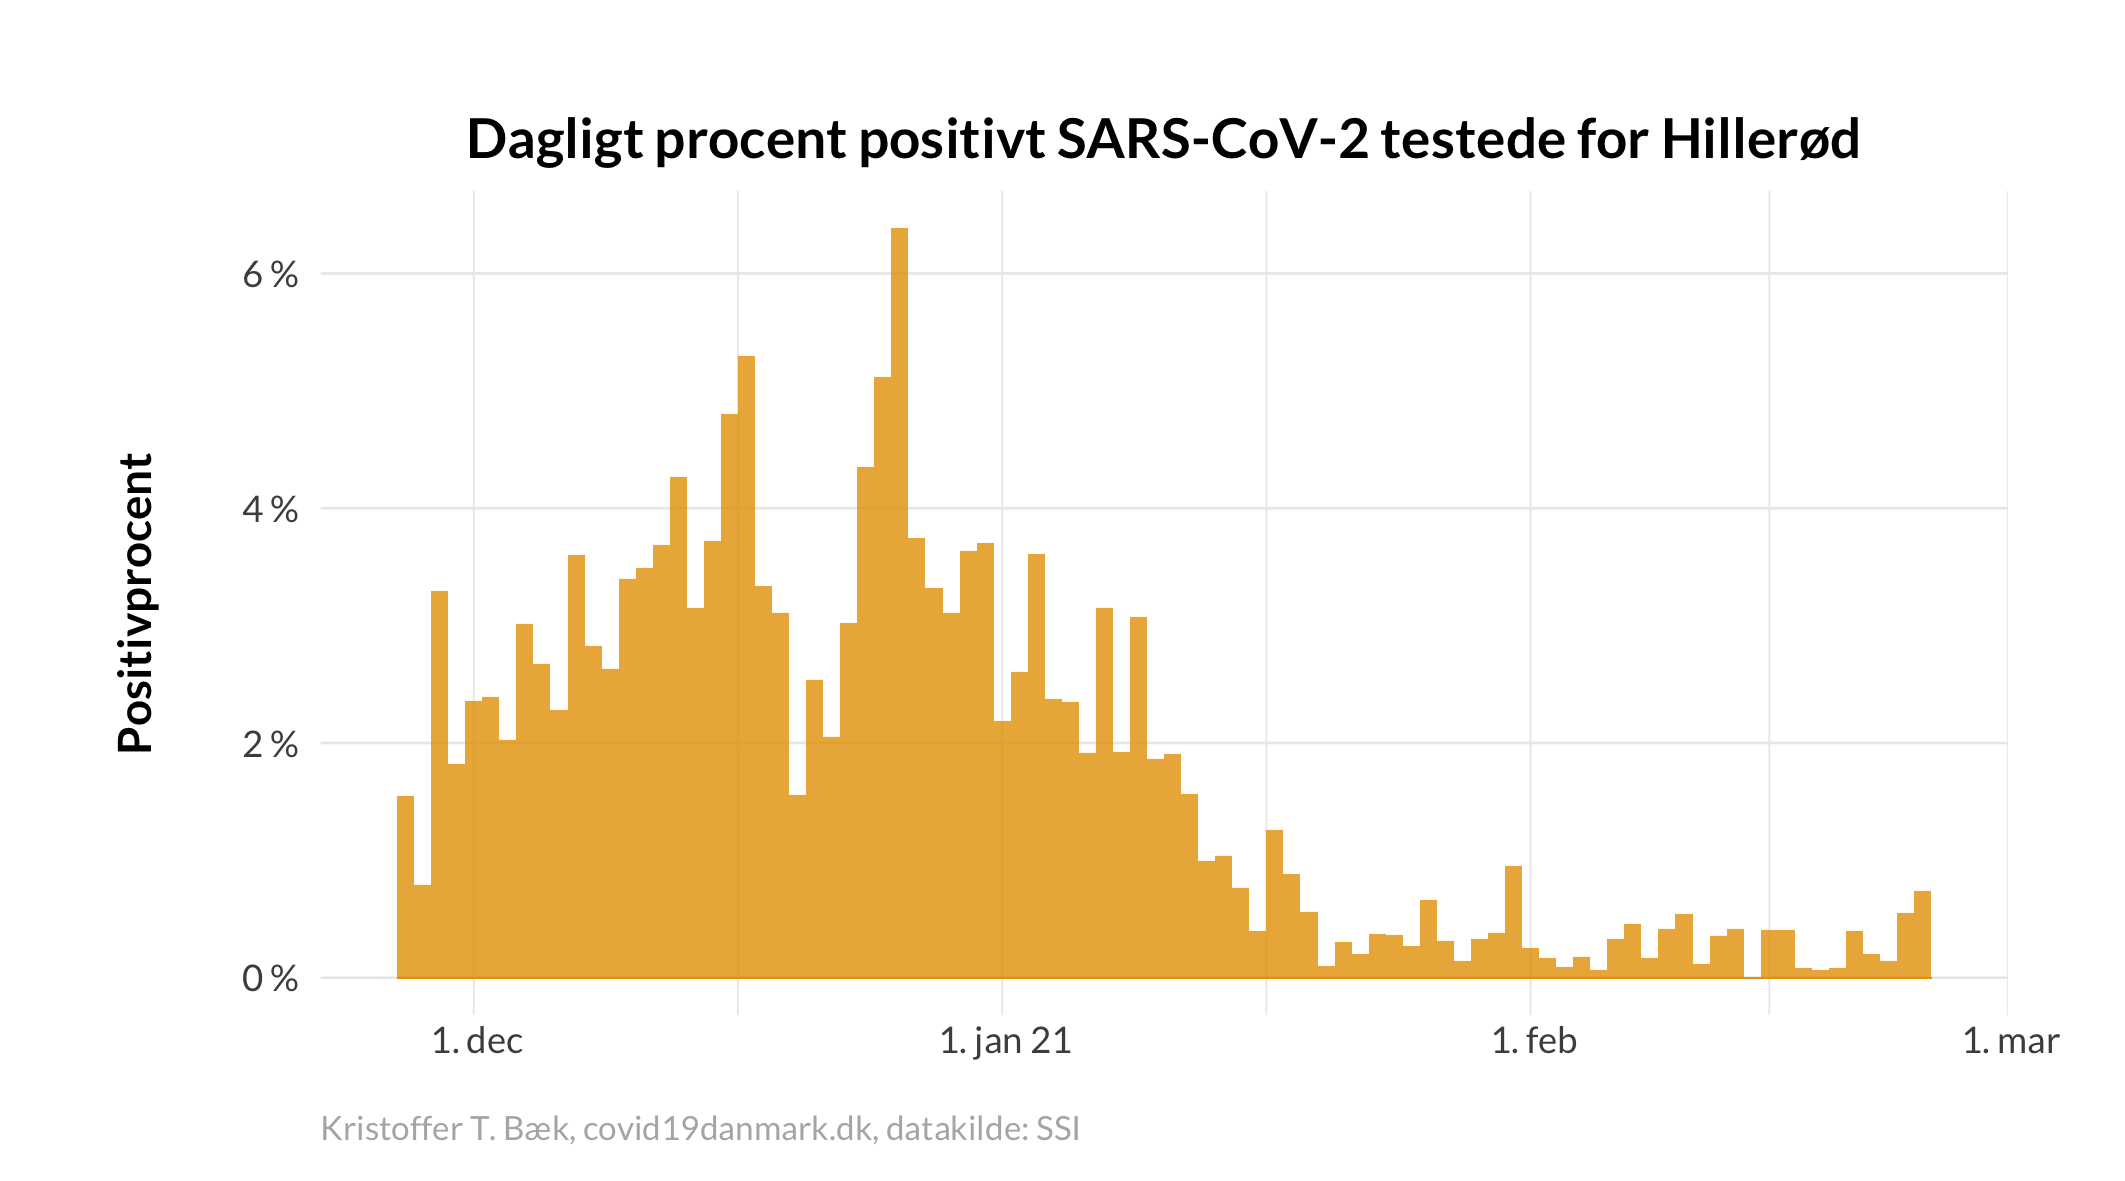 Dagligt procent positivt SARS-CoV-2 testede for Hillerød
Positivprocent
6 %
4 %
2 %
0 %
1. dec
1. jan 21
1. feb
1. mar
Kristoffer T. Bæk, covid19danmark.dk, datakilde: SSI